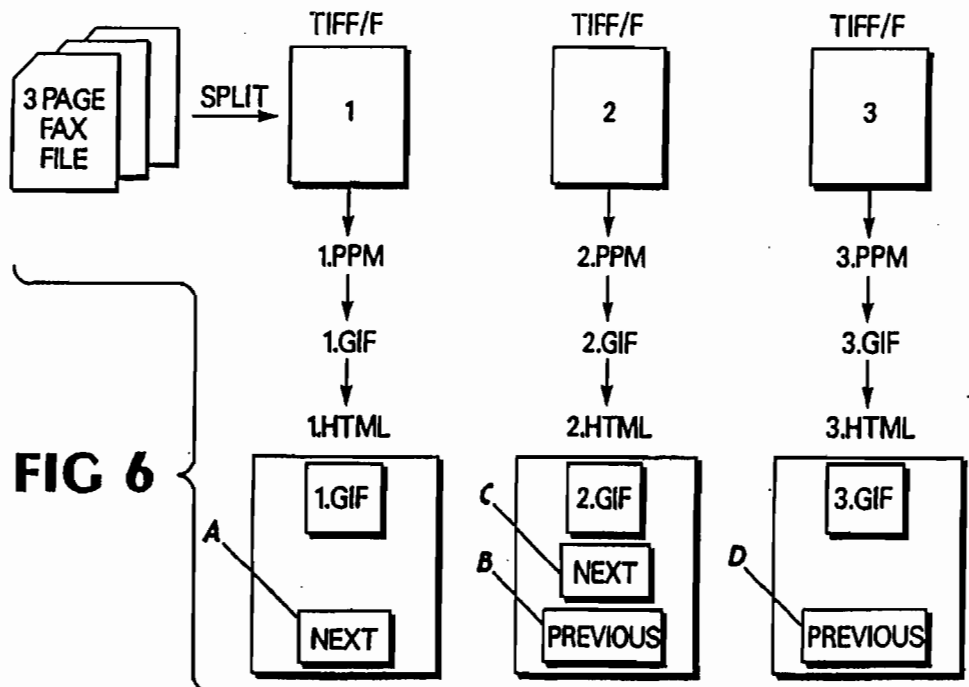 TIFF/F TIFF/F TIFF/F
3 PAGE
FAX
FILE
SPLIT
1 2 3
1.PPM 2.PPM 3.PPM
1.GIF 2.GIF 3.GIF
1.HTML 2.HTML 3.HTML
FIG 6
1.GIF
A
NEXT
2.GIF
C
NEXT
B
PREVIOUS
3.GIF
D
PREVIOUS